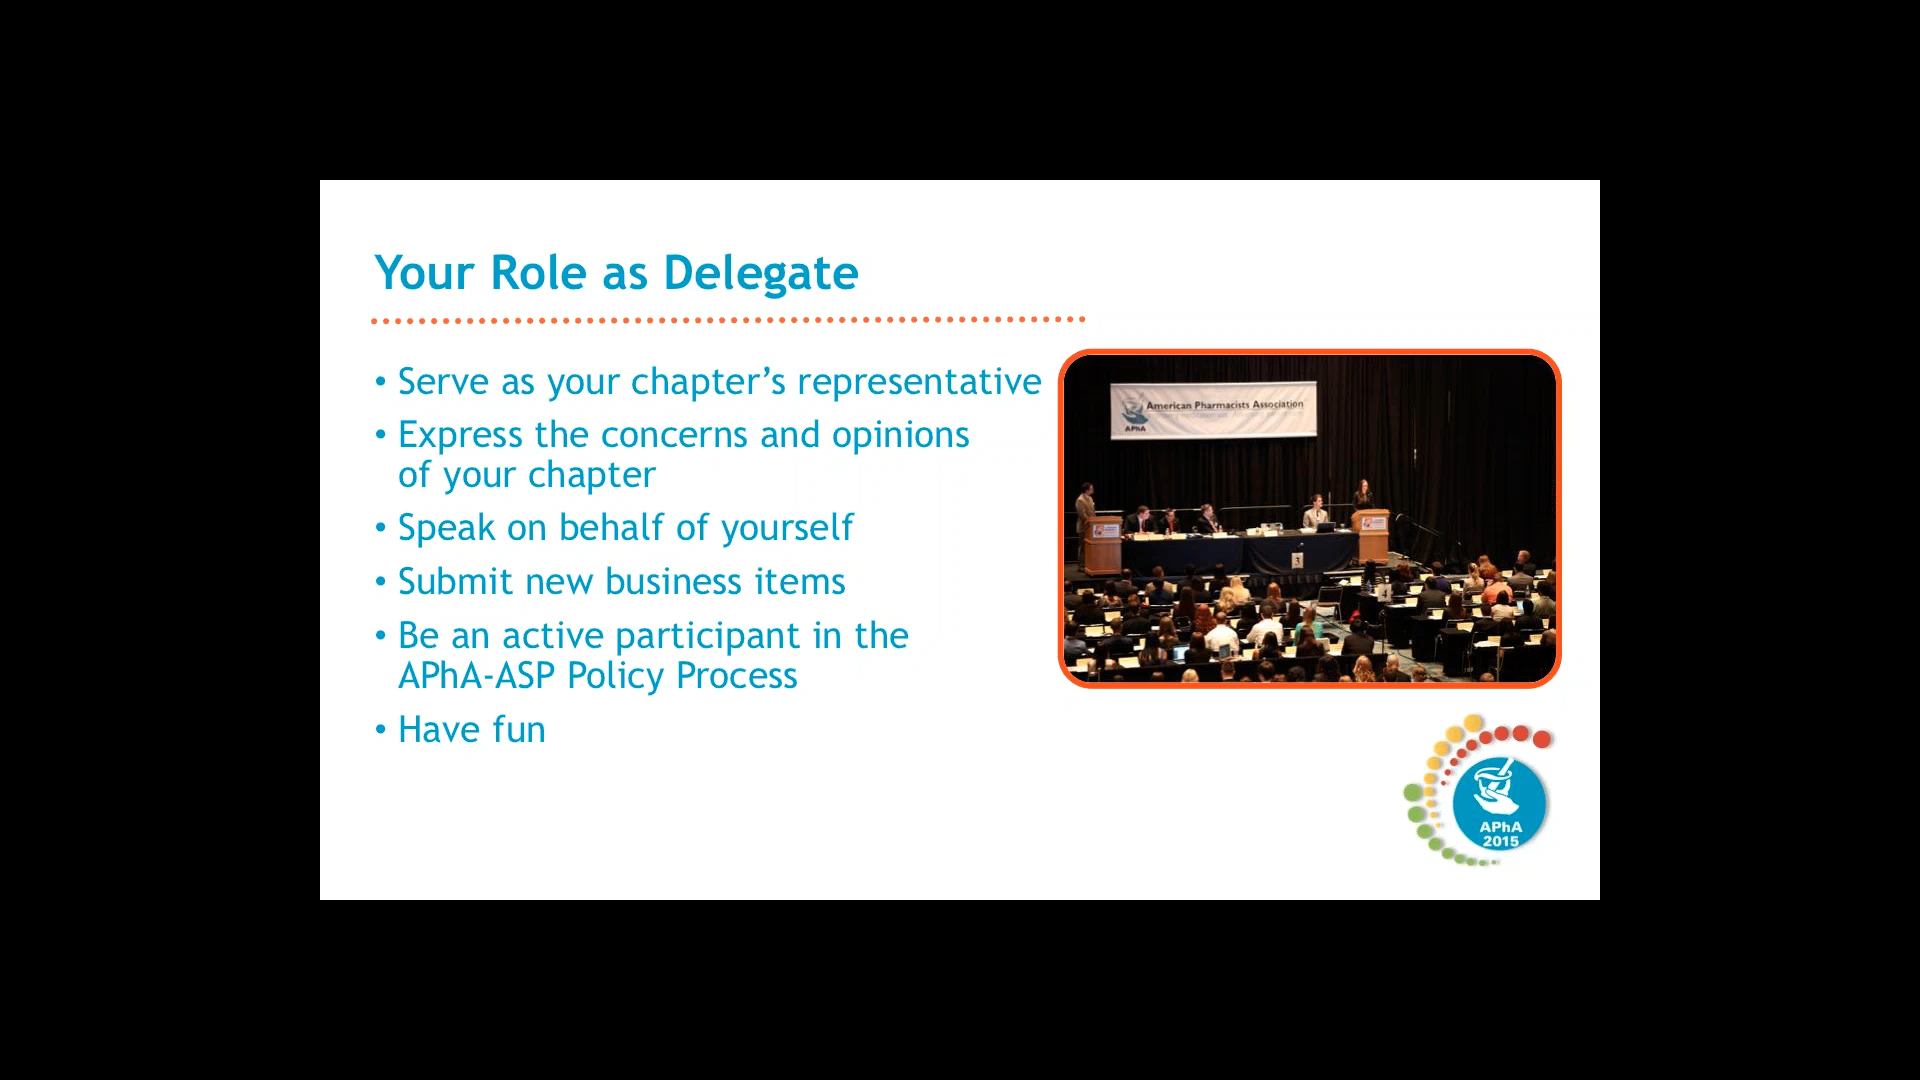 Your Role as Delegate
• Serve as your chapter’s representative
• Express the concerns and opinions
of your chapter
• Speak on behalf of yourself
• Submit new business items
• Be an active participant in the
APhA-ASP Policy Process
• Have fun
American Pharmacists Association
APhA
APhA
2015